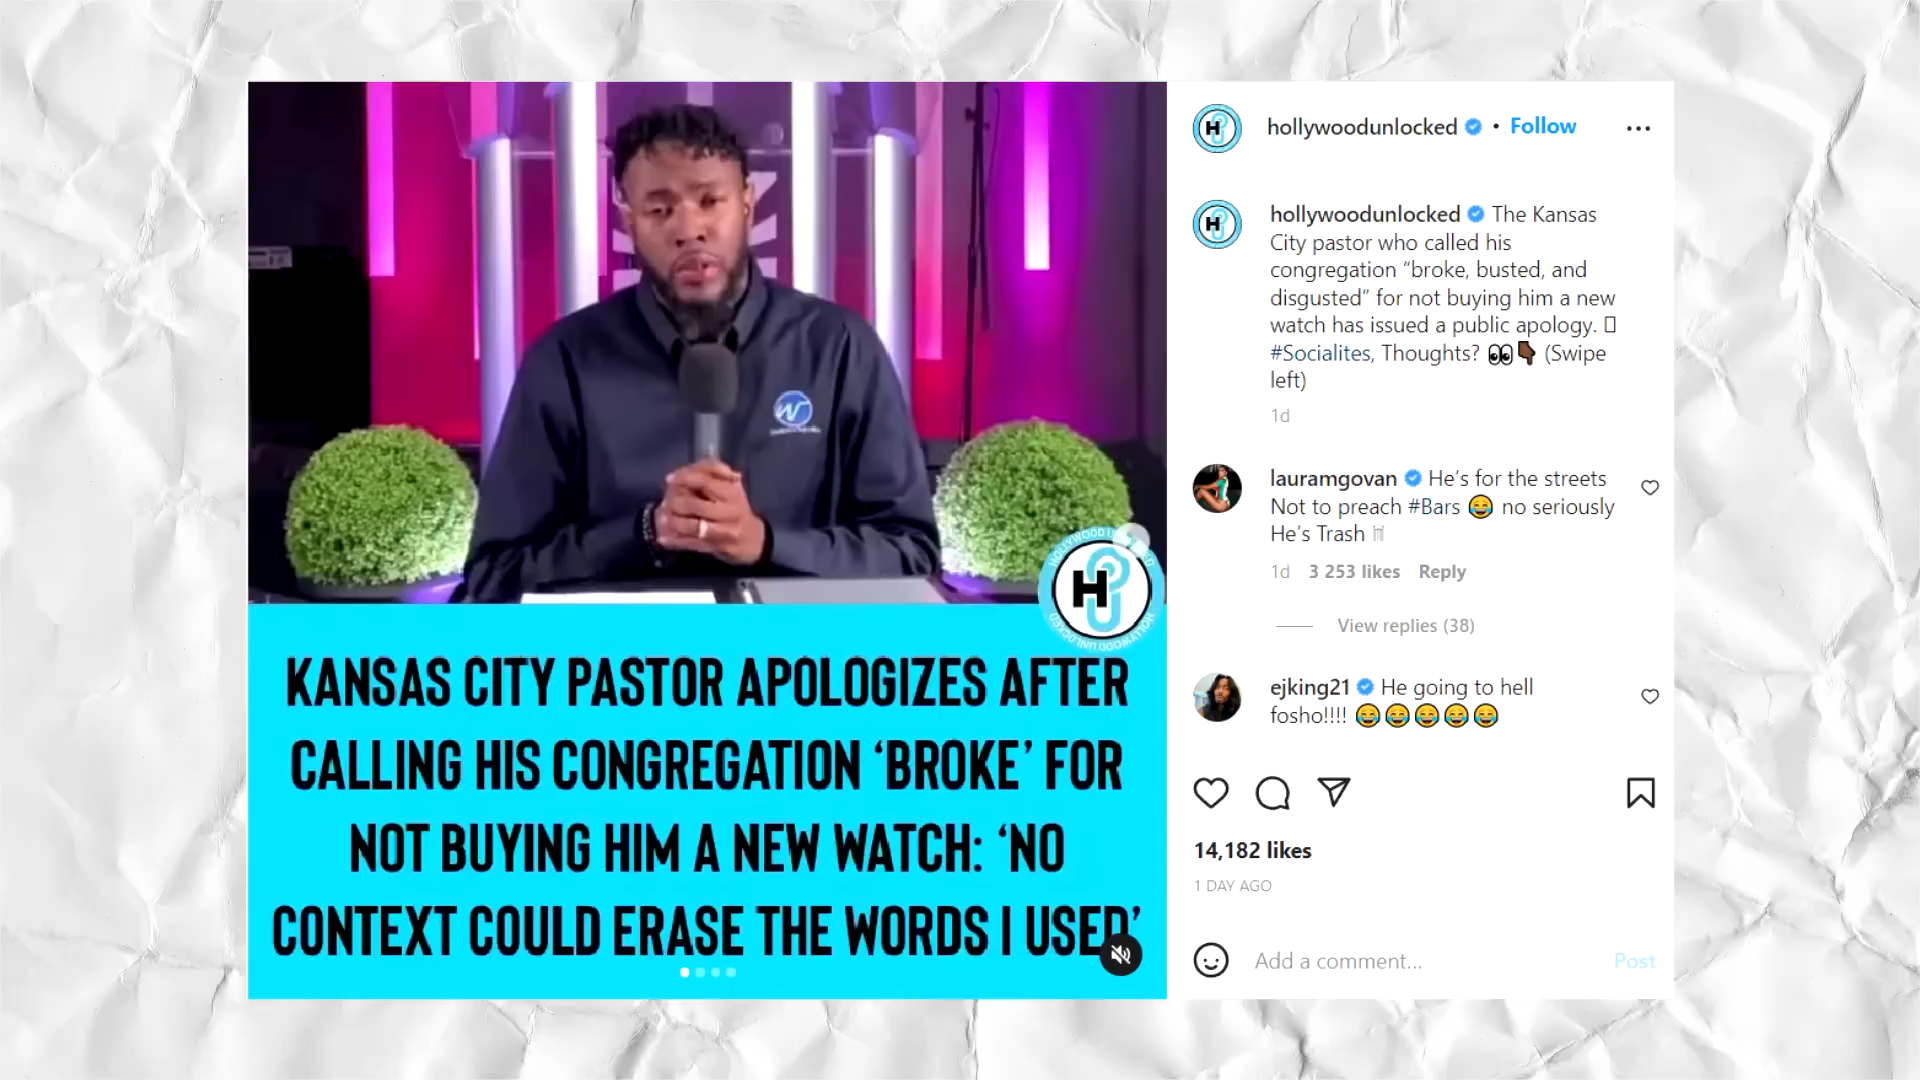 KANSAS CITY PASTOR APOLOGIZES AFTER
CALLING HIS CONGREGATION ‘BROKE’ FOR
NOT BUYING HIM A NEW WATCH: ‘NO
CONTEXT COULD ERASE THE WORDS I USED’
HOLLYWOOD UNLOCKED
H
HOLLYWOOD UNLOCKED
hollywoodunlocked • Follow
hollywoodunlocked The Kansas
City pastor who called his
congregation “broke, busted, and
disgusted” for not buying him a new
watch has issued a public apology.
#Socialites, Thoughts? 👀👇🏿 (Swipe
left)
1d
lauramgovan He’s for the streets
Not to preach #Bars 😂 no seriously
He’s Trash 🗑
1d 3 253 likes Reply
View replies (38)
ejking21 He going to hell
fosho!!!! 😂😂😂😂😂
14,182 likes
1 DAY AGO
Add a comment... Post